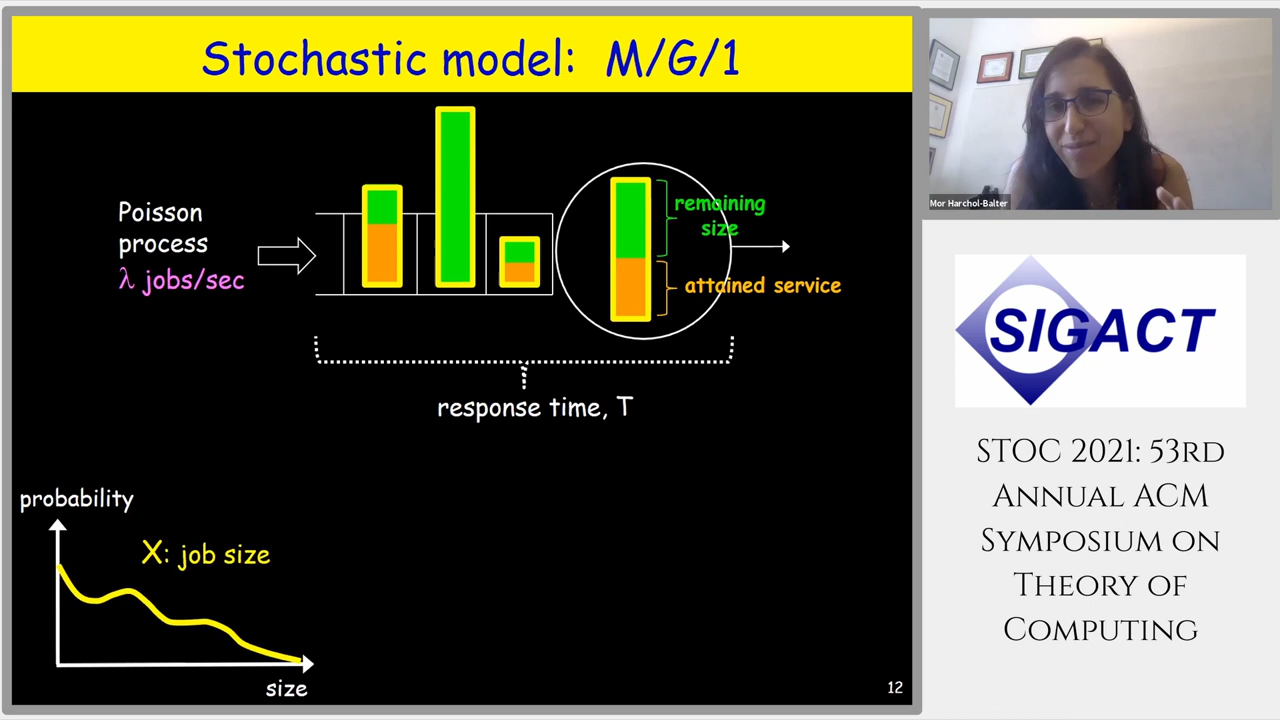 Stochastic model: M/G/1
Poisson
process
λ jobs/sec
remaining
size
attained service
response time, T
probability
X: job size
size
12
Mor Harchol-Balter
SIGACT
STOC 2021: 53rd
Annual ACM
Symposium on
Theory of
Computing